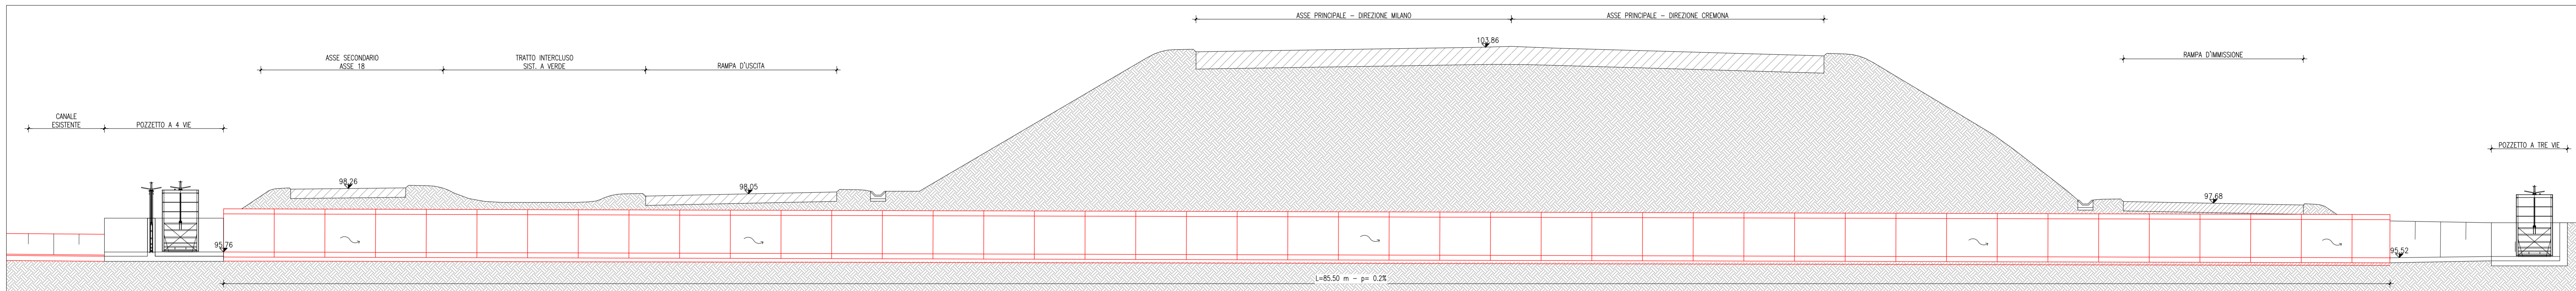 ASSE PRINCIPALE - DIREZIONE MILANO
ASSE PRINCIPALE - DIREZIONE CREMONA
103.86
ASSE SECONDARIO
ASSE 18
TRATTO INTERCLUSO
SIST. A VERDE
RAMPA D'USCITA
RAMPA D'IMMISSIONE
CANALE
ESISTENTE
POZZETTO A 4 VIE
POZZETTO A TRE VIE
98.26
98.05
97.68
95.76
95.52
L=85.50 m - p= 0.2%